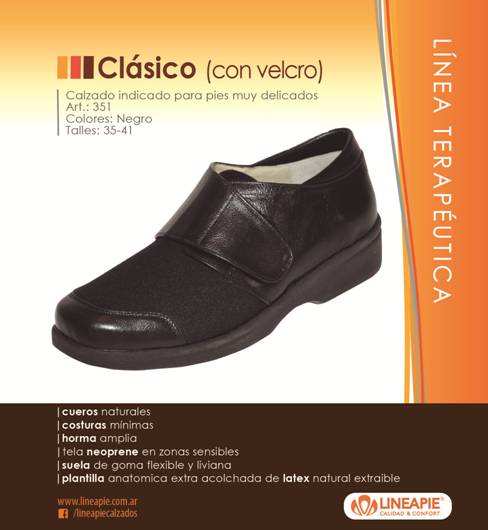 Clásico (con velcro)
Calzado indicado para pies muy delicados
Art.: 351
Colores: Negro
Talles: 35-41
LÍNEA TERAPÉUTICA
|cueros naturales
|costuras mínimas
|horma amplia
|tela neoprene en zonas sensibles
|suela de goma flexible y liviana
|plantilla anatomica extra acolchada de latex natural extraible
www.lineapie.com.ar
/lineapiecalzados
LINEAPIE®
CALIDAD & CONFORT